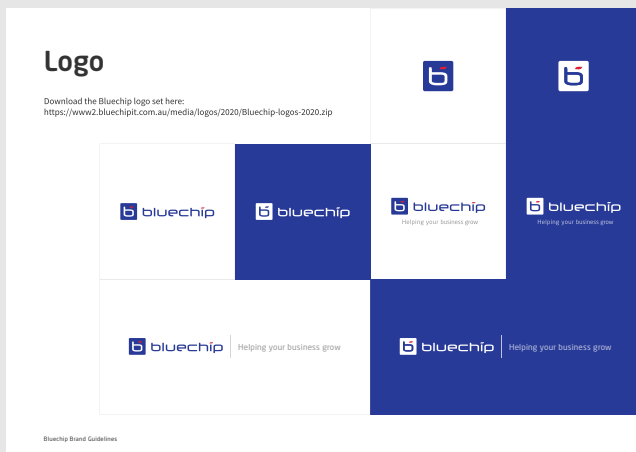 Logo
Download the Bluechip logo set here:
https://www2.bluechipit.com.au/media/logos/2020/Bluechip-logos-2020.zip
b
b
b bluechip
b bluechip
b bluechip
Helping your business grow
b bluechip
Helping your business grow
b bluechip | Helping your business grow
b bluechip | Helping your business grow
Bluechip Brand Guidelines